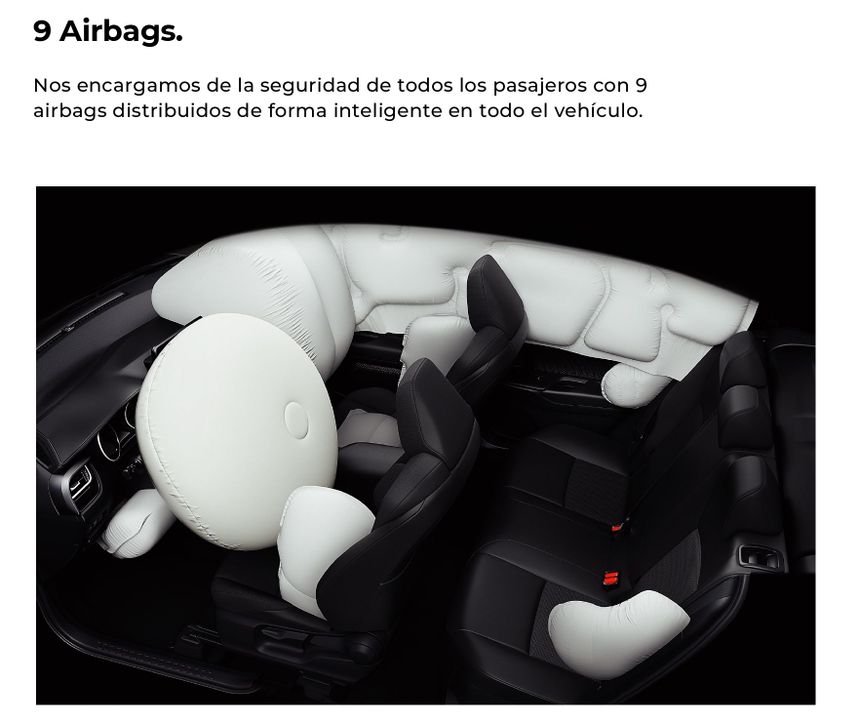 9 Airbags.
Nos encargamos de la seguridad de todos los pasajeros con 9
airbags distribuidos de forma inteligente en todo el vehículo.